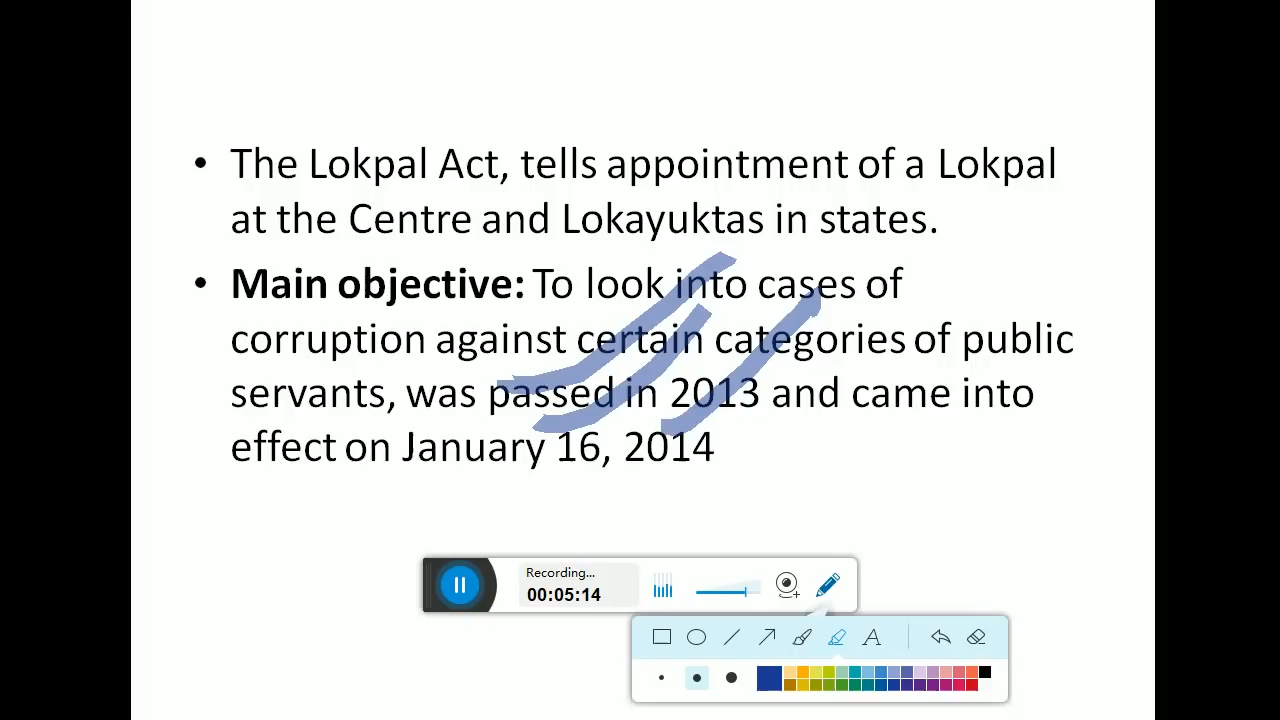 • The Lokpal Act, tells appointment of a Lokpal
at the Centre and Lokayuktas in states.
• Main objective: To look into cases of
corruption against certain categories of public
servants, was passed in 2013 and came into
effect on January 16, 2014
Recording...
00:05:14
A